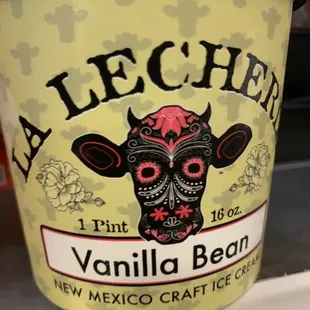 LA LECHER
1 Pint 16 oz.
Vanilla Bean
NEW MEXICO CRAFT ICE CREAM